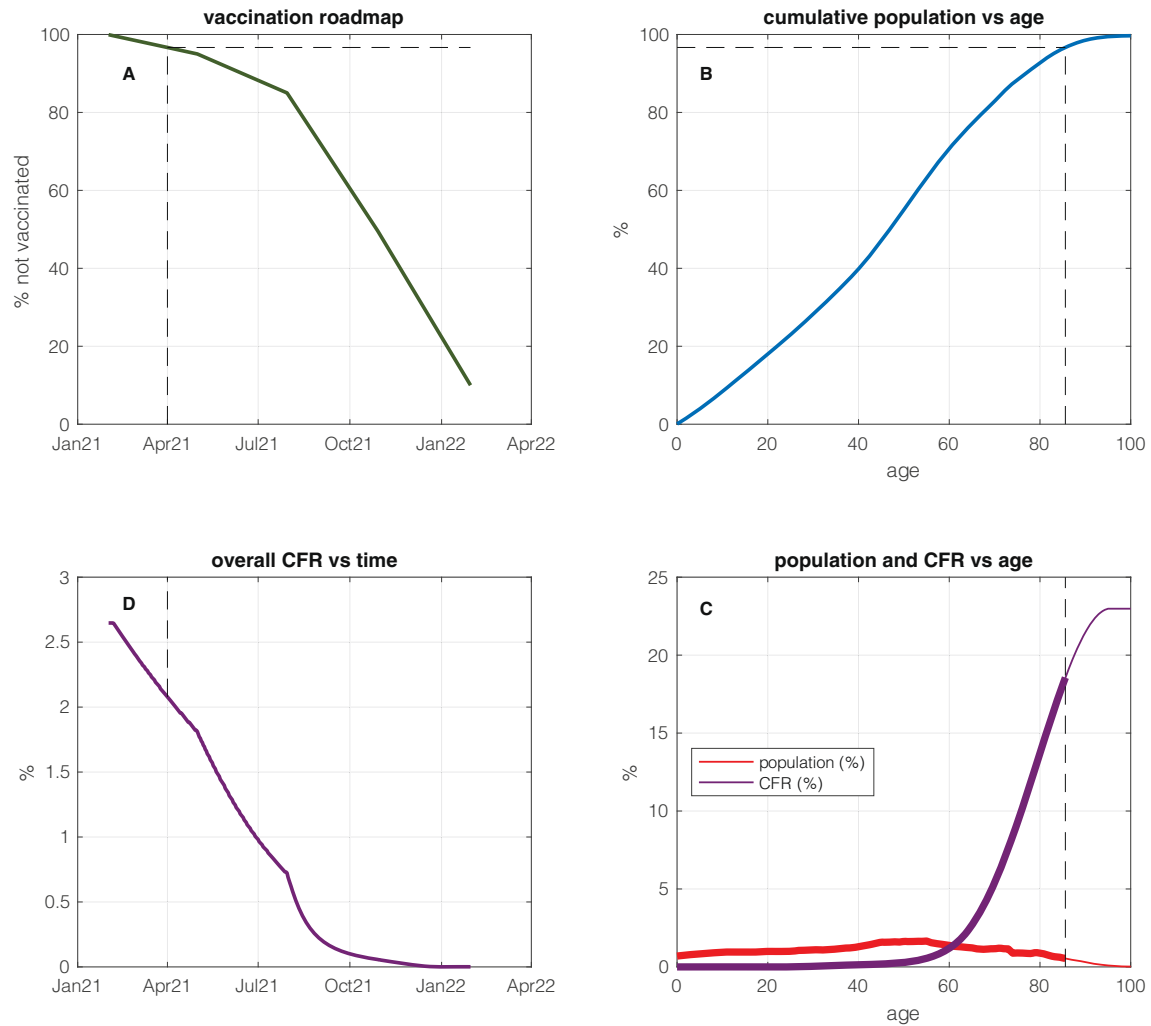 vaccination roadmap
A
% not vaccinated
100
80
60
40
20
0
Jan21 Apr21 Jul21 Oct21 Jan22 Apr22
cumulative population vs age
B
%
100
80
60
40
20
0
0 20 40 60 80 100
age
overall CFR vs time
D
%
3
2.5
2
1.5
1
0.5
0
Jan21 Apr21 Jul21 Oct21 Jan22 Apr22
population and CFR vs age
C
%
25
20
15
10
5
0
population (%)
CFR (%)
0 20 40 60 80 100
age